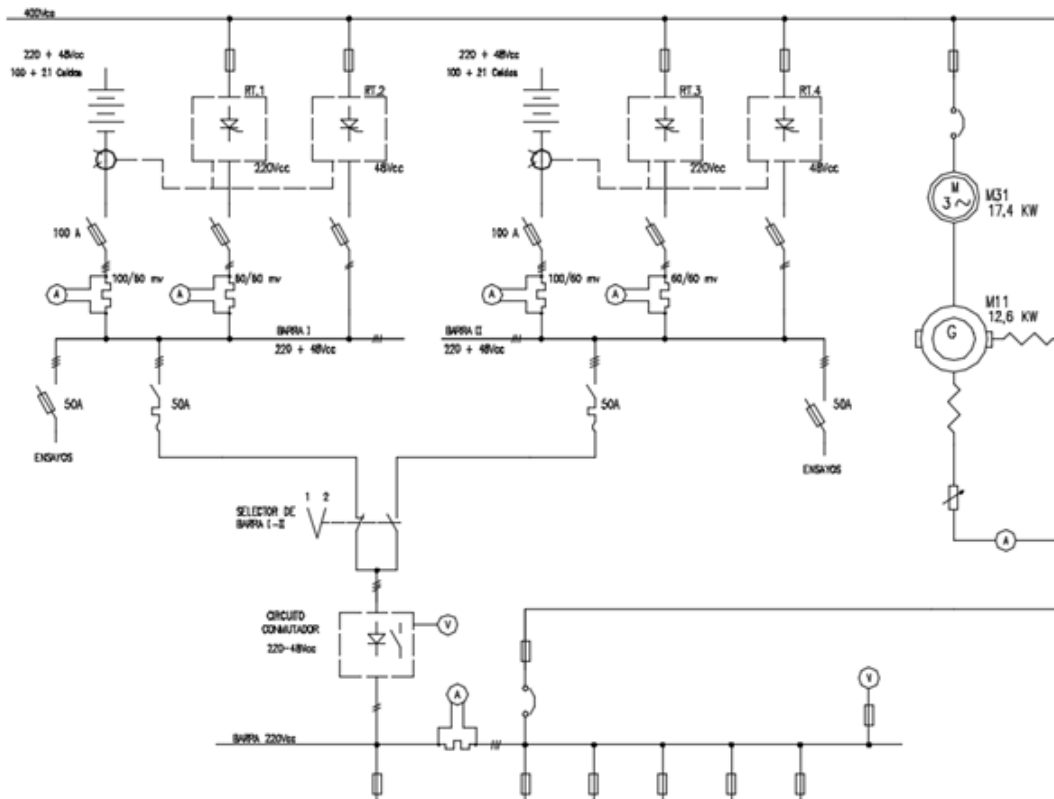 400Vca
220 + 48Vcc
100 + 21 Celdas
RT.1
RT.2
220 + 48Vcc
100 + 21 Celdas
RT.3
RT.4
M
3~
M31
17,4 KW
220Vcc
48Vcc
220Vcc
48Vcc
100 A
100 A
100/60 mv
60/60 mv
100/60 mv
60/60 mv
A
A
A
A
M11
12,6 KW
G
BARRA I
220 + 48Vcc
BARRA II
220 + 48Vcc
50A
50A
50A
50A
ENSAYOS
ENSAYOS
1 2
SELECTOR DE
BARRA I-II
A
CIRCUITO
CONMUTADOR
220-48Vcc
V
A
V
BARRA 220Vcc